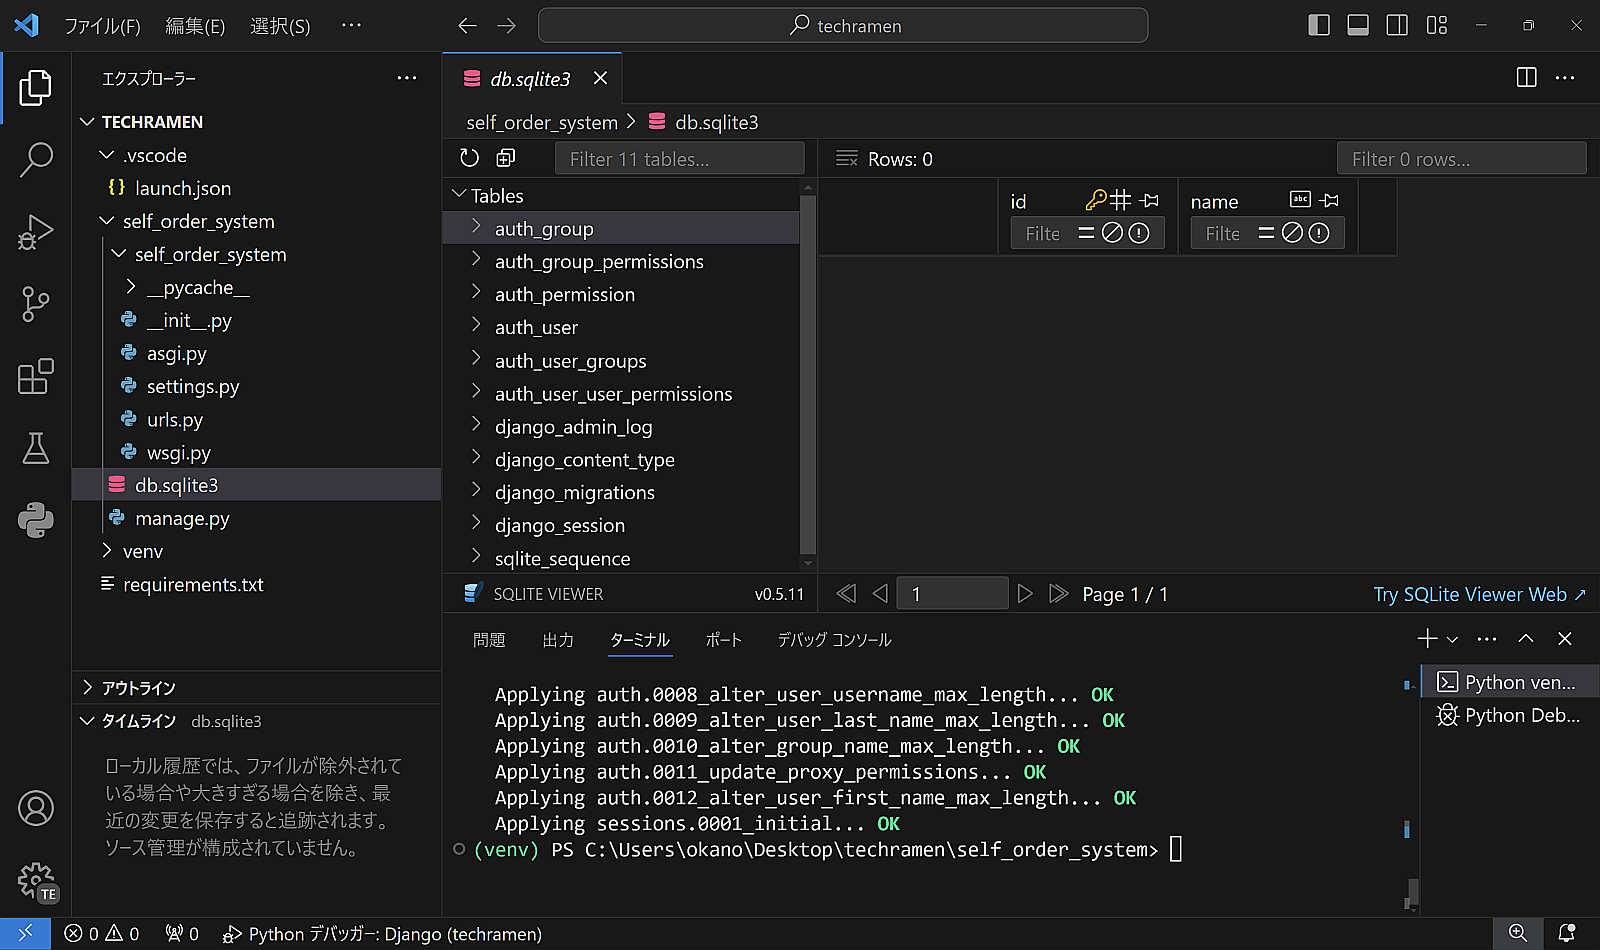 ファイル(F) 編集(E) 選択(S) ···
techramen
エクスプローラー ···
TECHRAMEN
.vscode
{} launch.json
self_order_system
self_order_system
__pycache__
__init__.py
asgi.py
settings.py
urls.py
wsgi.py
db.sqlite3
manage.py
venv
requirements.txt
アウトライン
タイムライン db.sqlite3
ローカル履歴では、ファイルが除外されて
いる場合や大きすぎる場合を除き、最
近の変更を保存すると追跡されます。
ソース管理が構成されていません。
db.sqlite3
self_order_system > db.sqlite3
Filter 11 tables...
Rows: 0
Filter 0 rows...
Tables
auth_group
auth_group_permissions
auth_permission
auth_user
auth_user_groups
auth_user_user_permissions
django_admin_log
django_content_type
django_migrations
django_session
sqlite_sequence
id
name abc
Filte
Filte
SQLITE VIEWER v0.5.11
1
Page 1 / 1
Try SQLite Viewer Web ↗
問題 出力 ターミナル ポート デバッグ コンソール
Applying auth.0008_alter_user_username_max_length... OK
Applying auth.0009_alter_user_last_name_max_length... OK
Applying auth.0010_alter_group_name_max_length... OK
Applying auth.0011_update_proxy_permissions... OK
Applying auth.0012_alter_user_first_name_max_length... OK
Applying sessions.0001_initial... OK
(venv) PS C:\Users\okano\Desktop\techramen\self_order_system>
Python ven...
Python Deb...
TE
0 0 0 Python デバッガー: Django (techramen)